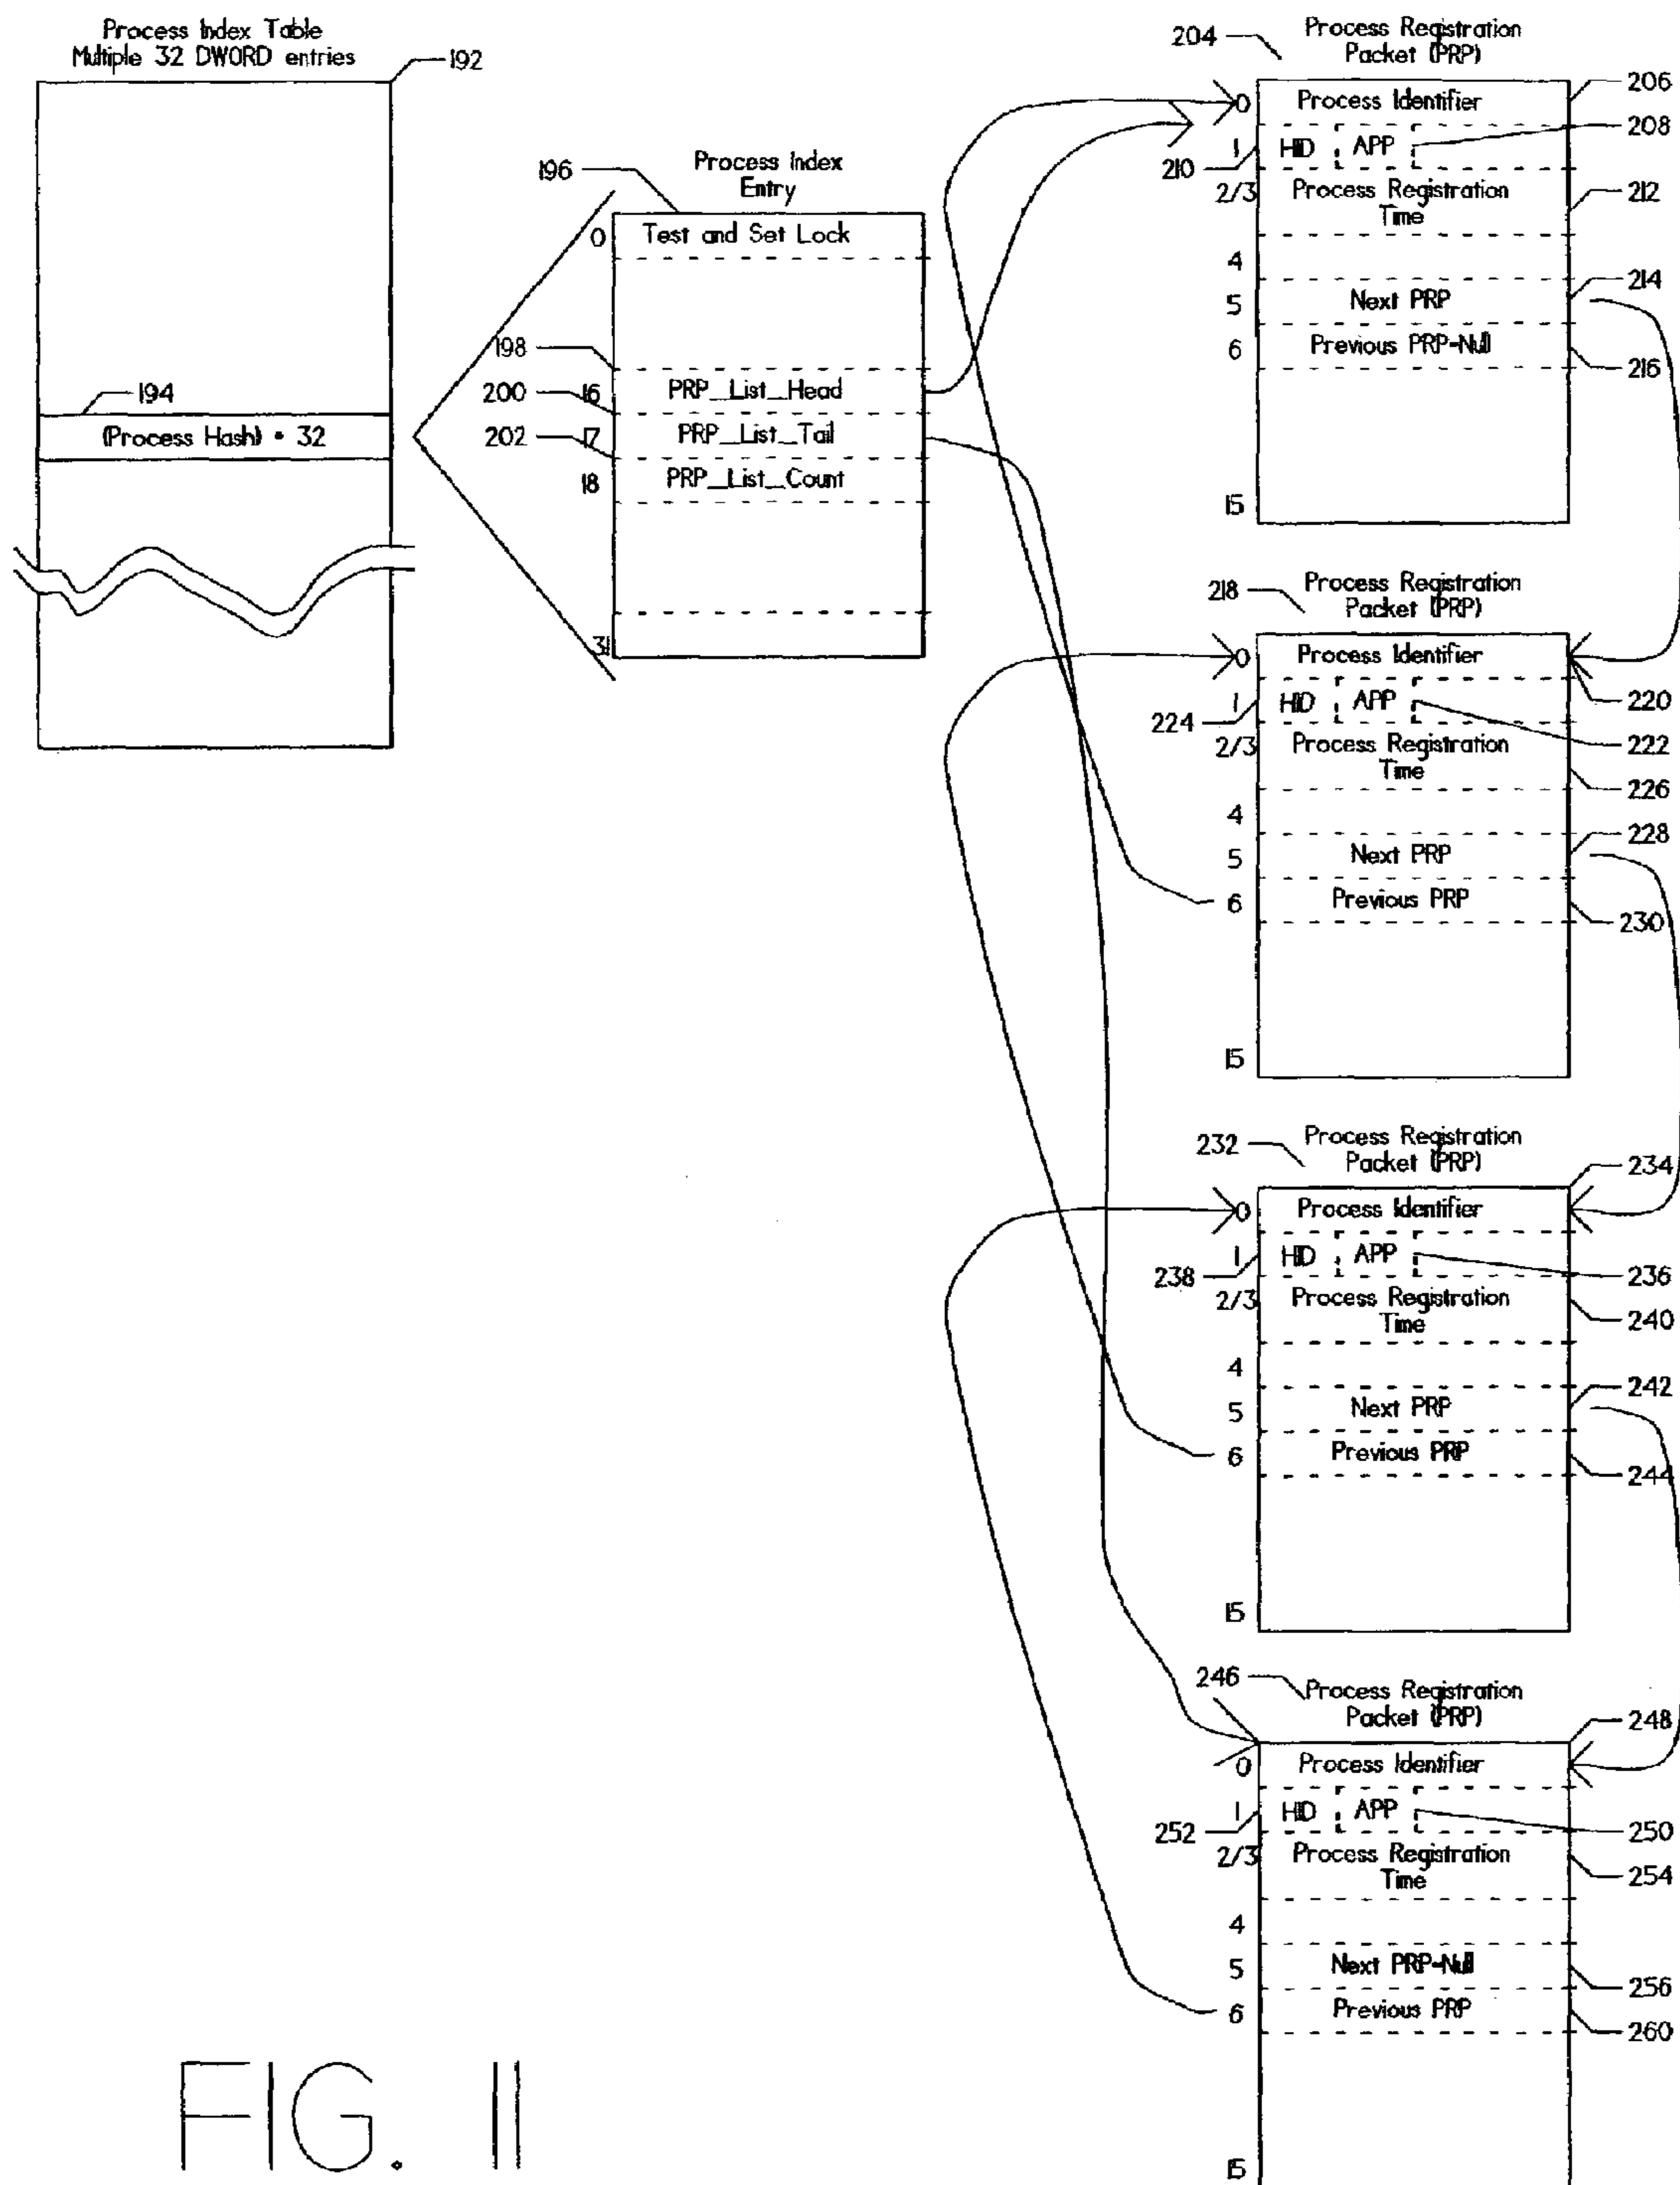 Process Index Table
Multiple 32 DWORD entries
192
194
(Process Hash) * 32
Process Index
Entry
196
0 Test and Set Lock
198
200 16 PRP_List_Head
202 17 PRP_List_Tail
18 PRP_List_Count
31
204
Process Registration
Packet (PRP)
206
0 Process Identifier
208
1 HID APP
210
2/3 Process Registration
Time
212
4
214
5 Next PRP
6 Previous PRP-Null
216
15
218
Process Registration
Packet (PRP)
0 Process Identifier
220
1 HID APP
224
222
2/3 Process Registration
Time
226
4
228
5 Next PRP
6 Previous PRP
230
15
232
Process Registration
Packet (PRP)
234
0 Process Identifier
1 HID APP
238
236
2/3 Process Registration
Time
240
4
242
5 Next PRP
6 Previous PRP
244
15
246
Process Registration
Packet (PRP)
248
0 Process Identifier
1 HID APP
252
250
2/3 Process Registration
Time
254
4
5 Next PRP-Null
256
6 Previous PRP
260
15
FIG. 11